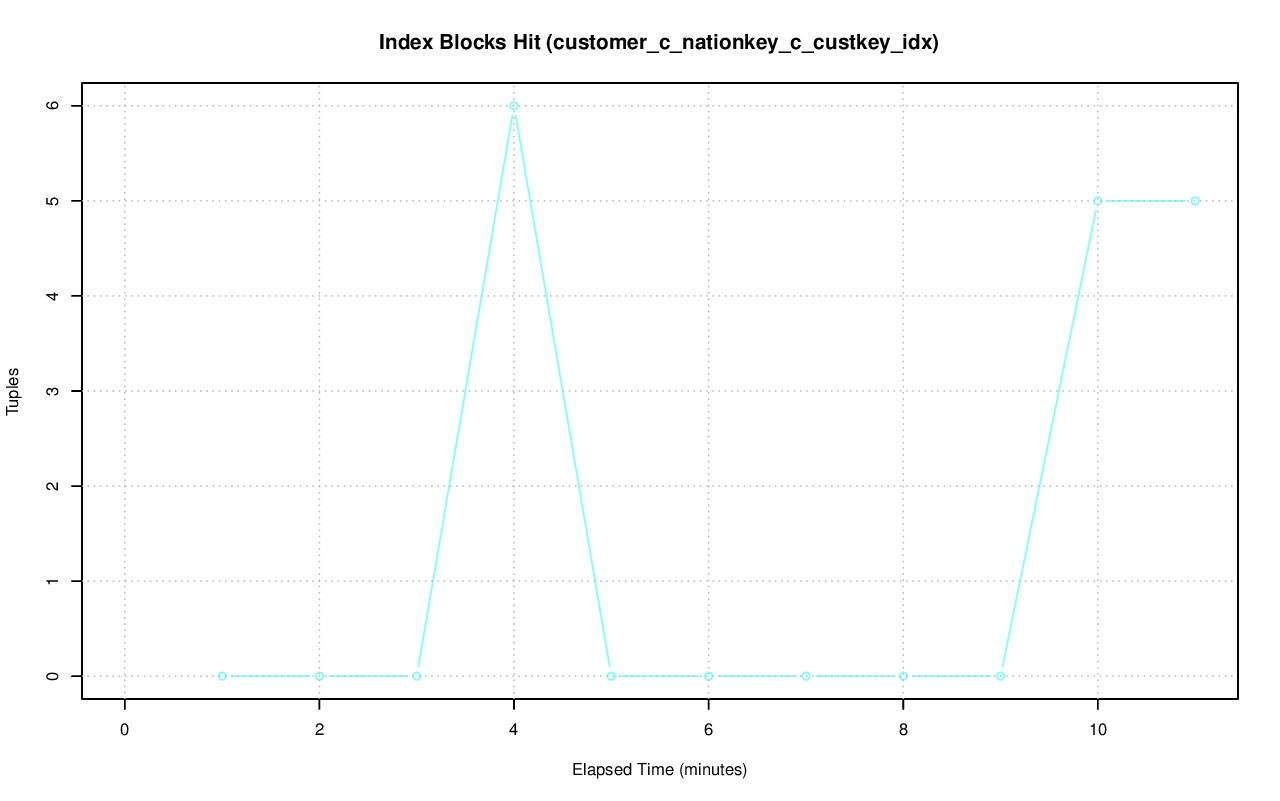 Index Blocks Hit (customer_c_nationkey_c_custkey_idx)
6
5
4
3
2
1
0
Tuples
0 2 4 6 8 10
Elapsed Time (minutes)